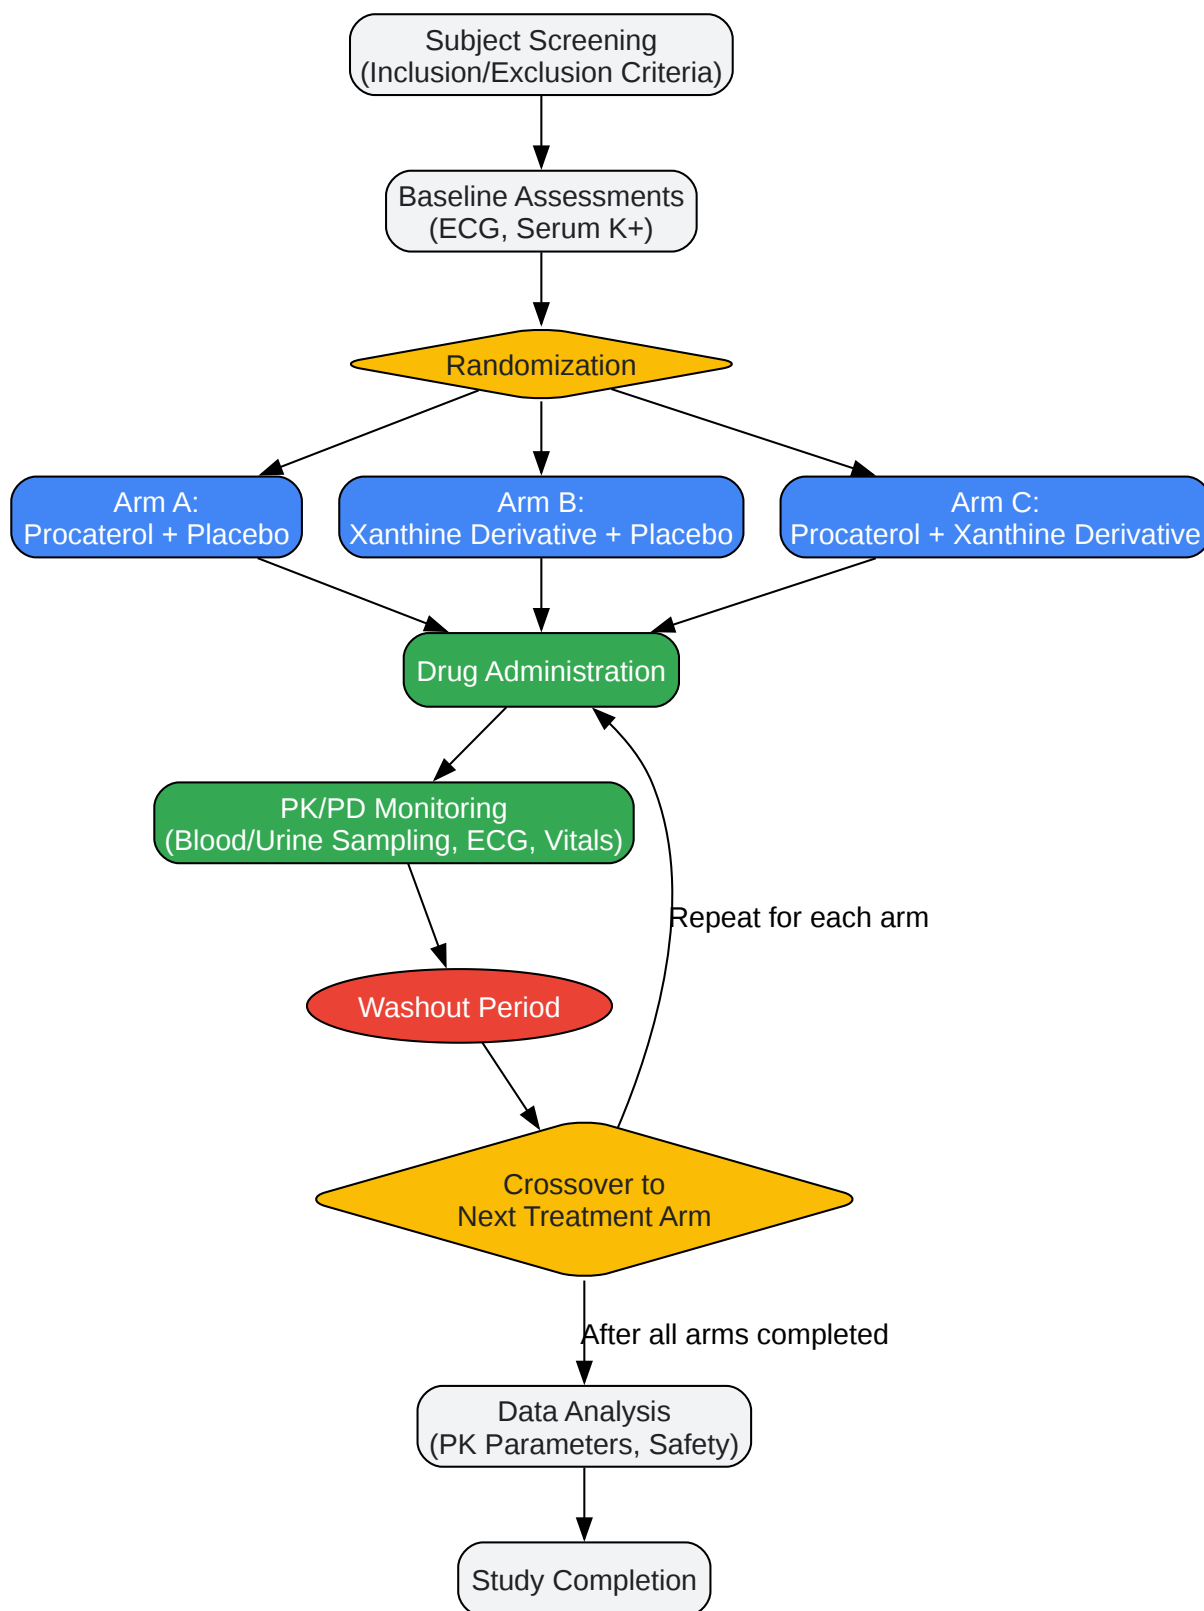 Subject Screening
(Inclusion/Exclusion Criteria)
Baseline Assessments
(ECG, Serum K+)
Randomization
Arm A:
Procaterol + Placebo
Arm B:
Xanthine Derivative + Placebo
Arm C:
Procaterol + Xanthine Derivative
Drug Administration
PK/PD Monitoring
(Blood/Urine Sampling, ECG, Vitals)
Repeat for each arm
Washout Period
Crossover to
Next Treatment Arm
After all arms completed
Data Analysis
(PK Parameters, Safety)
Study Completion